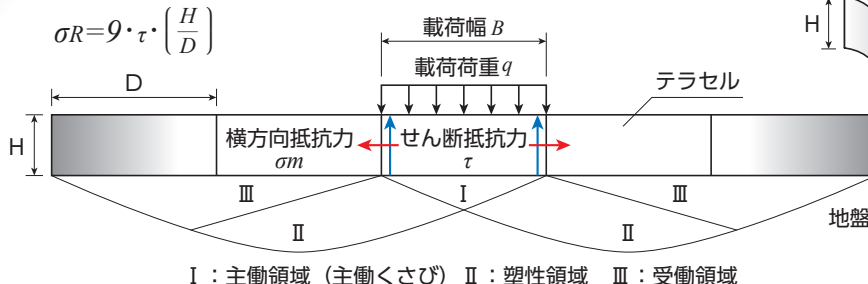 σR=9・τ・(H/D)
H
載荷幅 B
載荷荷重 q
D
テラセル
H
横方向抵抗力
σm
せん断抵抗力
τ
Ⅲ
Ⅰ
Ⅲ
Ⅱ
Ⅱ
地盤
Ⅰ：主働領域（主働くさび） Ⅱ：塑性領域 Ⅲ：受働領域